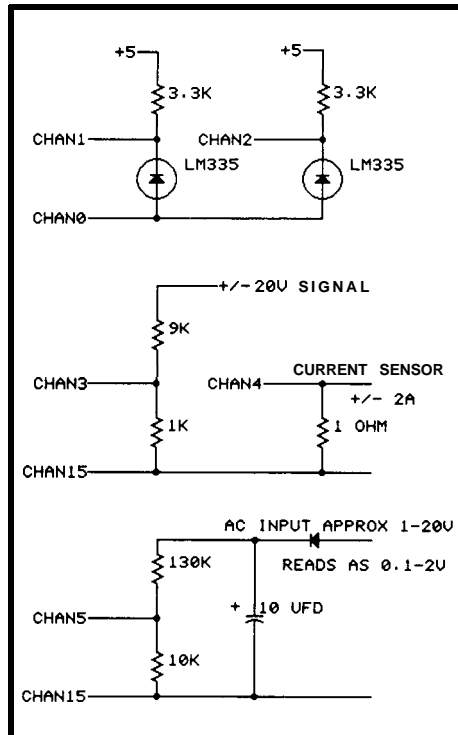 +5 +5
3.3K 3.3K
CHAN1 CHAN2
LM335 LM335
CHAN0
+/-20V SIGNAL
9K
CHAN3 CHAN4 CURRENT SENSOR
+/- 2A
1K 1 OHM
CHAN15
AC INPUT APPROX 1-20V
130K READS AS 0.1-2V
+ 10 UFD
CHAN5
10K
CHAN15